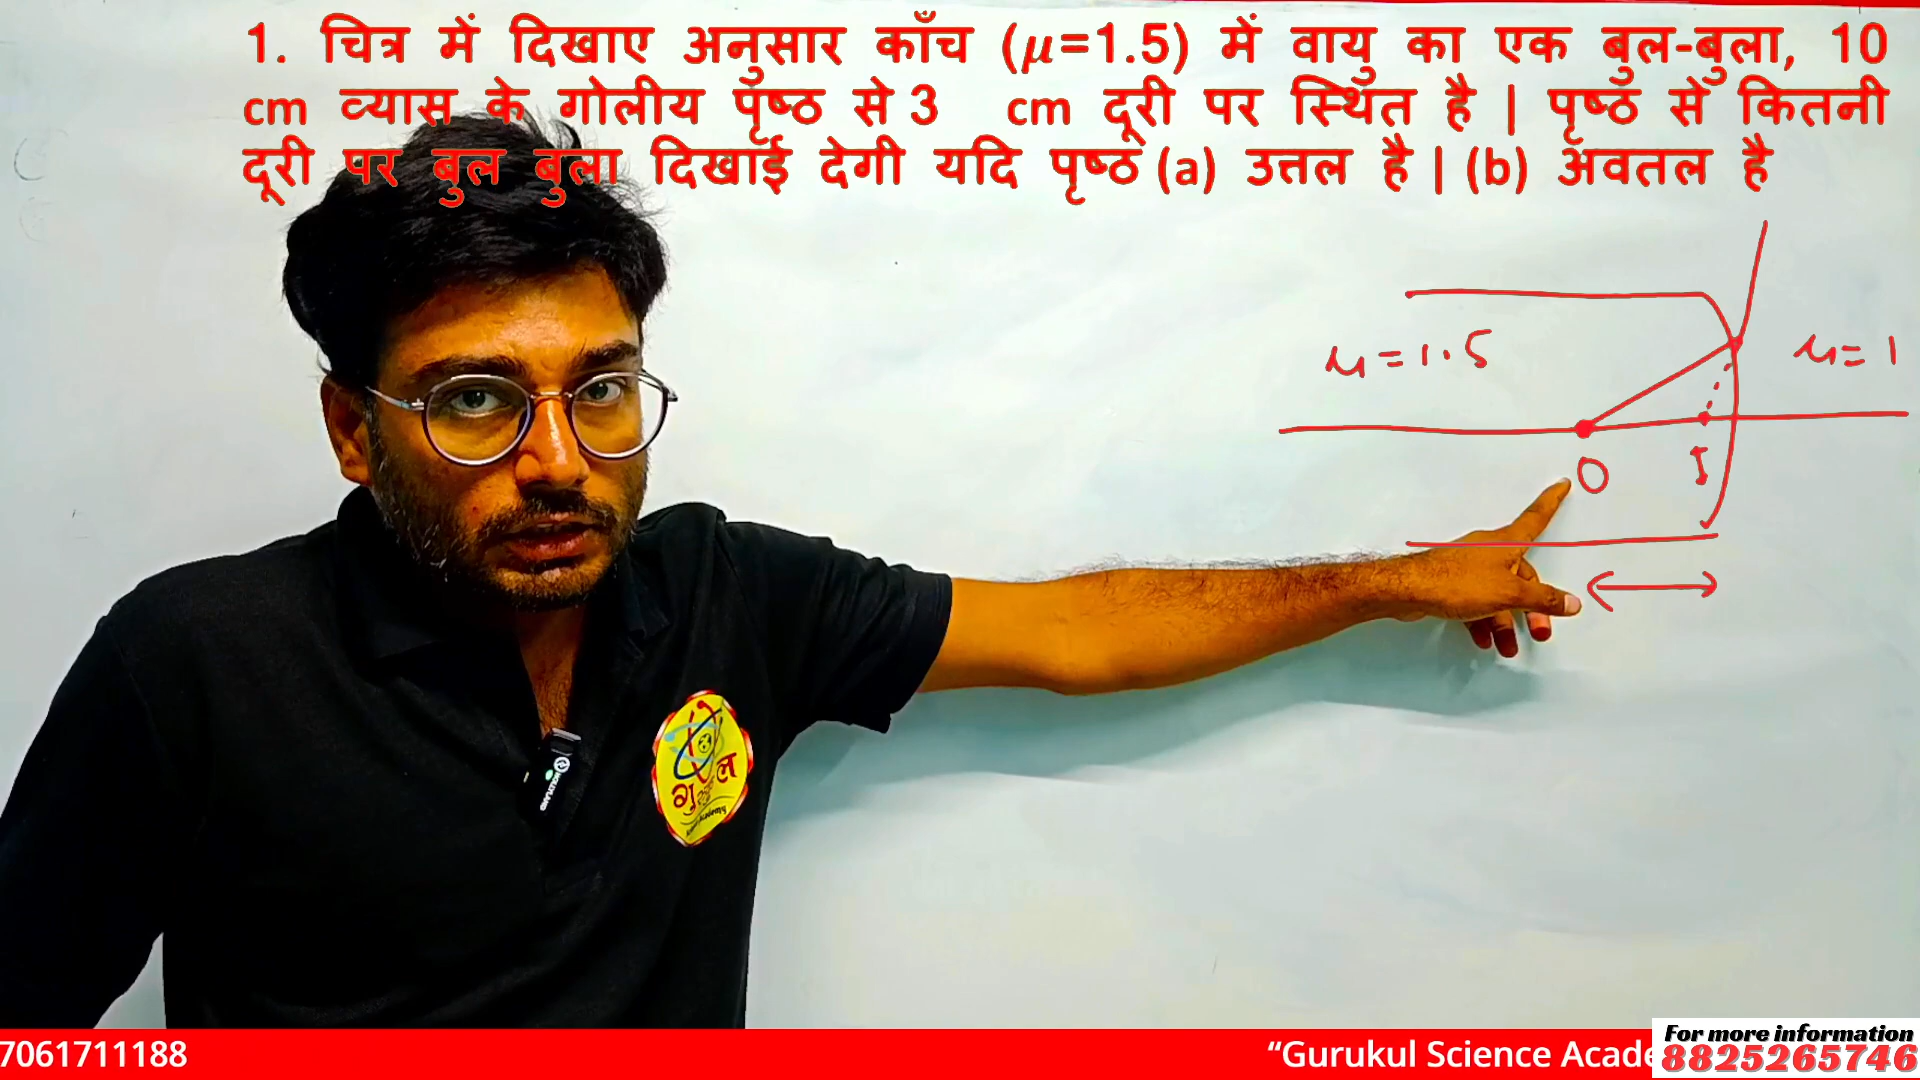 1. चित्र में दिखाए अनुसार काँच (μ=1.5) में वायु का एक बुल-बुला, 10
cm व्यास के गोलीय पृष्ठ से 3 cm दूरी पर स्थित है | पृष्ठ से कितनी
दूरी पर बुल बुला दिखाई देगी यदि पृष्ठ (a) उत्तल है | (b) अवतल है
μ = 1.5
μ = 1
O
I
7061711188
“Gurukul Science Acade
For more information
8825265746